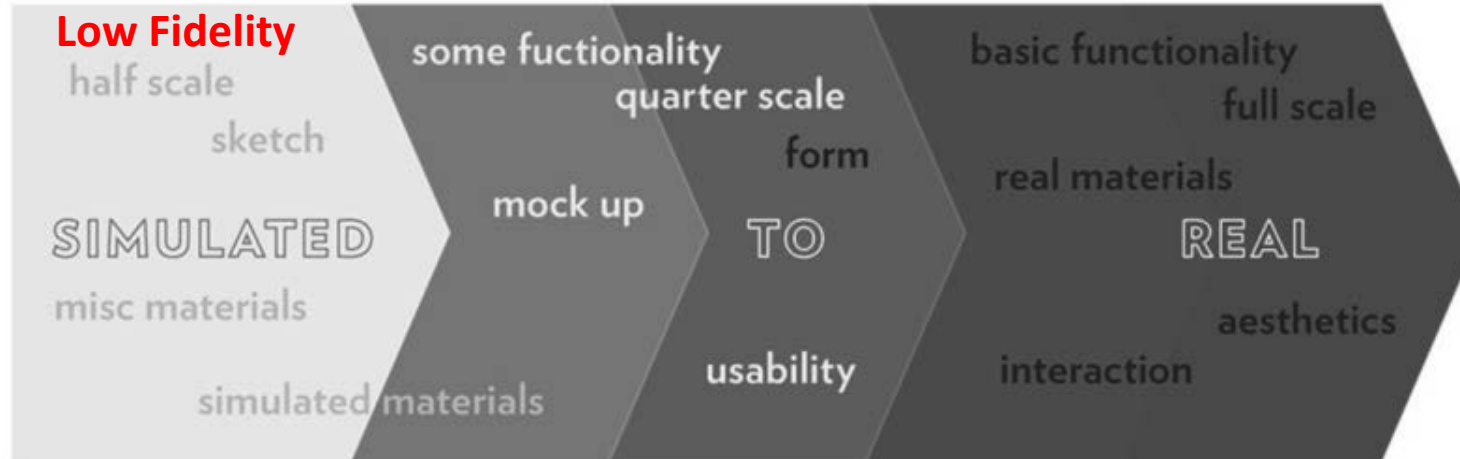 Low Fidelity
half scale
sketch
SIMULATED
misc materials
simulated materials
some fuctionality
quarter scale
mock up
form
TO
usability
basic functionality
full scale
real materials
REAL
aesthetics
interaction